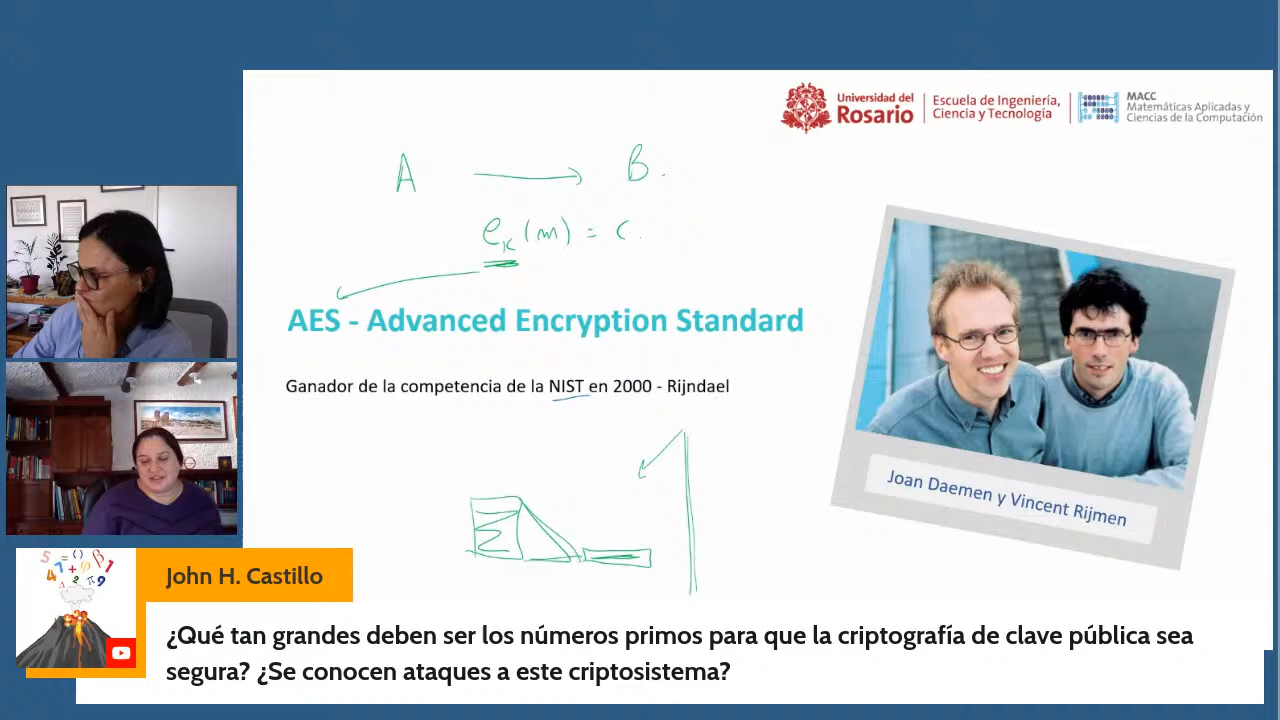 Universidad del
Rosario
Escuela de Ingeniería,
Ciencia y Tecnología
MACC
Matemáticas Aplicadas y
Ciencias de la Computación
A → B.
e_K (m) = c.
AES - Advanced Encryption Standard
Ganador de la competencia de la NIST en 2000 - Rijndael
Joan Daemen y Vincent Rijmen
John H. Castillo
¿Qué tan grandes deben ser los números primos para que la criptografía de clave pública sea
segura? ¿Se conocen ataques a este criptosistema?